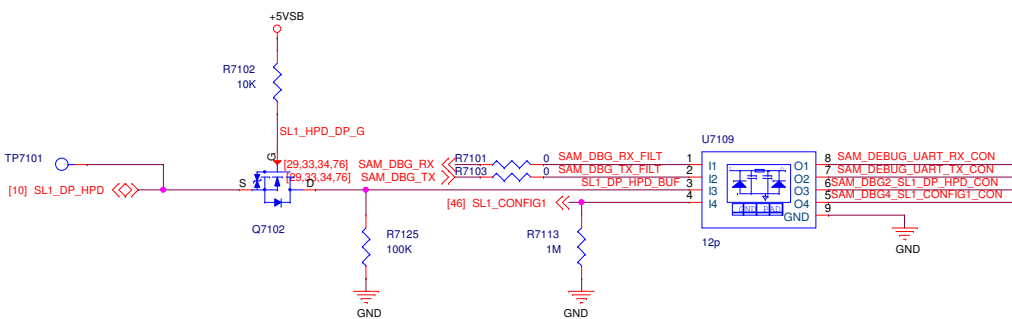 +5VSB
R7102
10K
SL1_HPD_DP_G
U7109
TP7101
G
[29,33,34,76] SAM_DBG_RX
R7101
0
SAM_DBG_RX_FILT
1
I1
O1
8
SAM_DEBUG_UART_RX_CON
[29,33,34,76] SAM_DBG_TX
R7103
0
SAM_DBG_TX_FILT
2
I2
O2
7
SAM_DEBUG_UART_TX_CON
[10] SL1_DP_HPD
S
D
SL1_DP_HPD_BUF
3
I3
O3
6
SAM_DBG2_SL1_DP_HPD_CON
[46] SL1_CONFIG1
4
I4
O4
5
SAM_DBG4_SL1_CONFIG1_CON
GND PAD
GND
9
Q7102
R7125
100K
R7113
1M
12p
GND
GND
GND